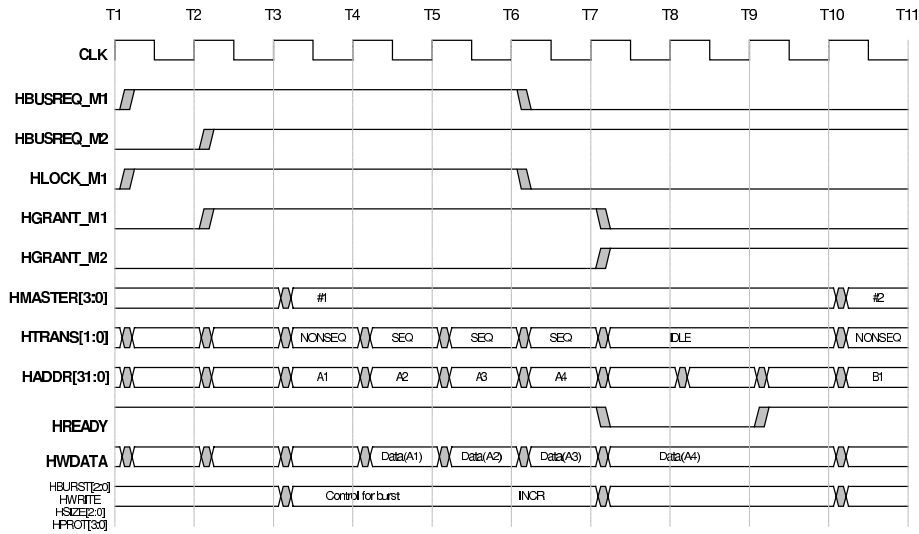 T1 T2 T3 T4 T5 T6 T7 T8 T9 T10 T11
CLK
HBUSREQ_M1
HBUSREQ_M2
HLOCK_M1
HGRANT_M1
HGRANT_M2
HMASTER[3:0] #1 #2
HTRANS[1:0] NONSEQ SEQ SEQ SEQ IDLE NONSEQ
HADDR[31:0] A1 A2 A3 A4 B1
HREADY
HWDATA Data(A1) Data(A2) Data(A3) Data(A4)
HBURST[2:0]
HWRITE Control for burst INCR
HSIZE[2:0]
HPROT[3:0]